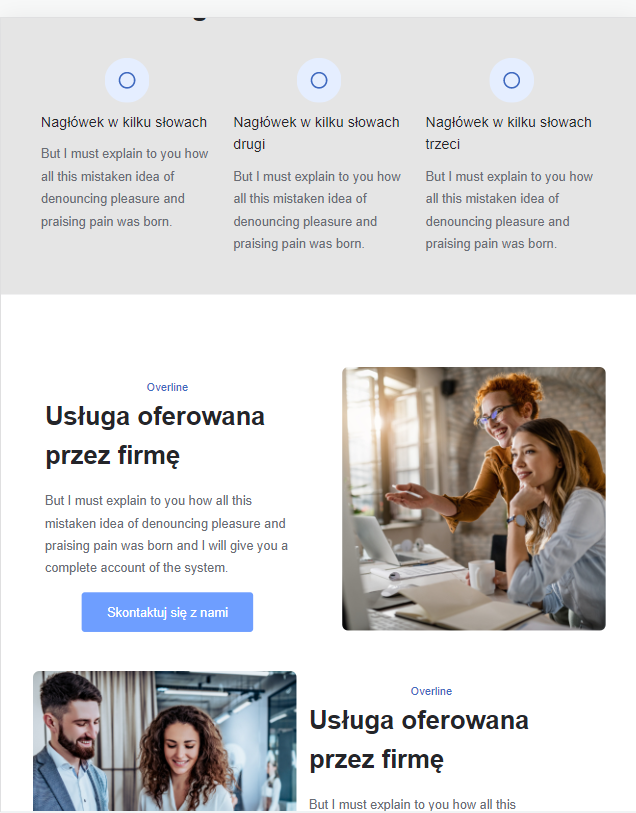 Nagłówek w kilku słowach
But I must explain to you how
all this mistaken idea of
denouncing pleasure and
praising pain was born.
Nagłówek w kilku słowach
drugi
But I must explain to you how
all this mistaken idea of
denouncing pleasure and
praising pain was born.
Nagłówek w kilku słowach
trzeci
But I must explain to you how
all this mistaken idea of
denouncing pleasure and
praising pain was born.
Overline
Usługa oferowana
przez firmę
But I must explain to you how all this
mistaken idea of denouncing pleasure and
praising pain was born and I will give you a
complete account of the system.
Skontaktuj się z nami
Overline
Usługa oferowana
przez firmę
But I must explain to you how all this